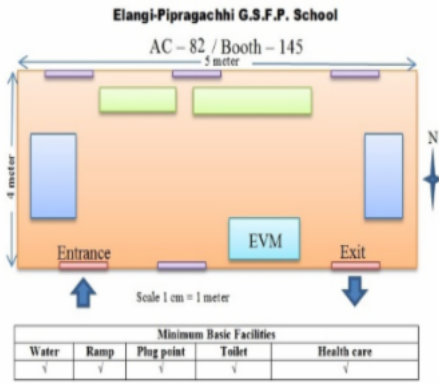 Elangi-Pipragachhi G.S.F.P. School
AC – 82 / Booth – 145
5 meter
4 meter
N
EVM
Entrance
Exit
Scale 1 cm = 1 meter
Minimum Basic Facilities
Water Ramp Plug point Toilet Health care
√ √ √ √ √